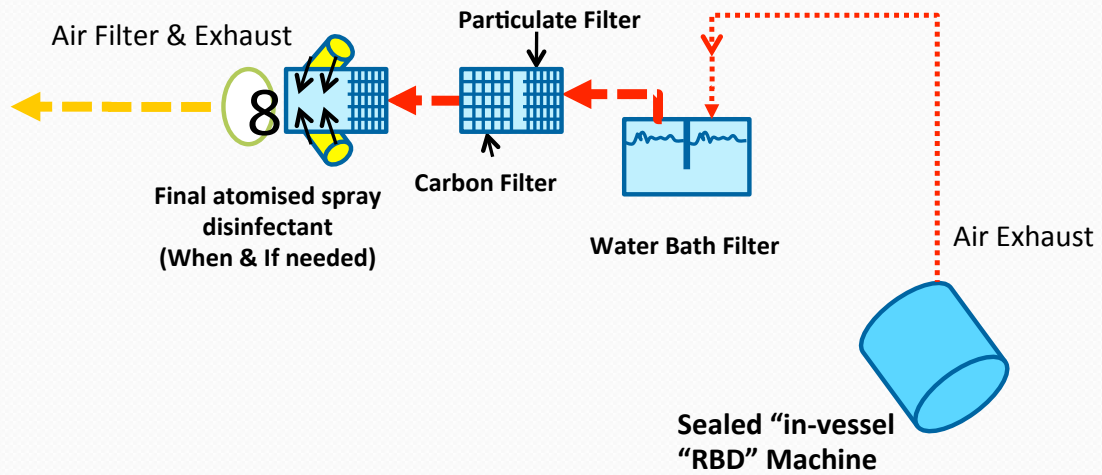 Particulate Filter
Air Filter & Exhaust
8
Carbon Filter
Final atomised spray
disinfectant
(When & If needed)
Water Bath Filter
Air Exhaust
Sealed “in-vessel
“RBD” Machine